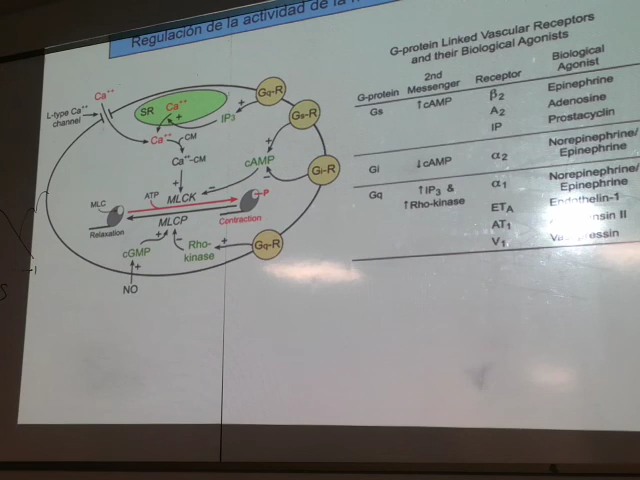 Regulación de la actividad de la
Ca++
L-type Ca++
channel
SR Ca++
+
Ca++
CM
IP3
+
Gq-R
+
Gs-R
Ca++-CM
cAMP
Gi-R
+
−
−
MLCK
ATP
MLC
P
MLCP
Relaxation
Contraction
+
−
+
cGMP
Rho-
kinase
Gq-R
+
NO
G-protein Linked Vascular Receptors
and their Biological Agonists
G-protein 2nd Messenger Receptor Biological Agonist
Gs ↑cAMP β2 Epinephrine
A2 Adenosine
IP Prostacyclin
Gi ↓cAMP α2 Norepinephrine/
Epinephrine
Gq ↑IP3 & α1 Norepinephrine/
↑Rho-kinase Epinephrine
ETA Endothelin-1
AT1 II
V1